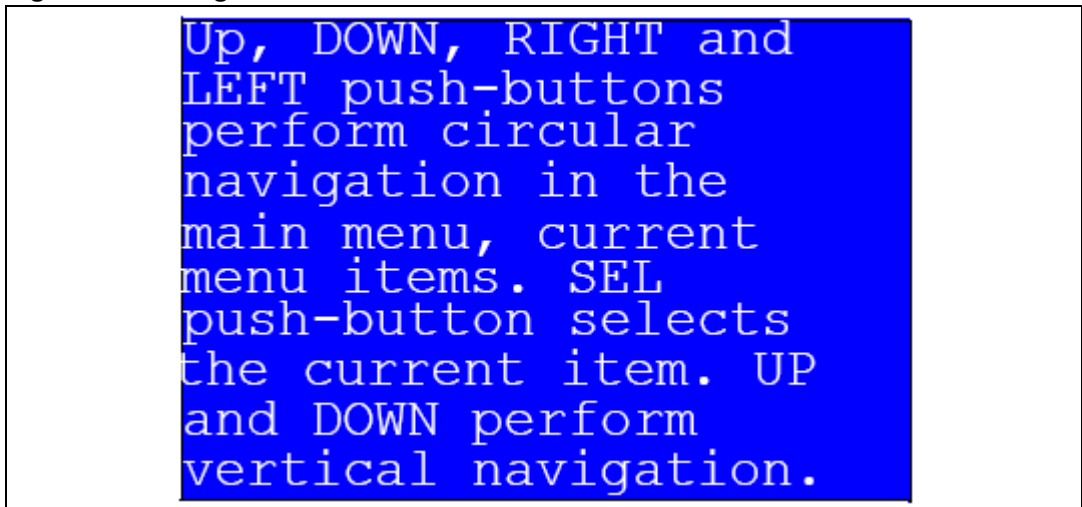 Up, DOWN, RIGHT and
LEFT push-buttons
perform circular
navigation in the
main menu, current
menu items. SEL
push-button selects
the current item. UP
and DOWN perform
vertical navigation.